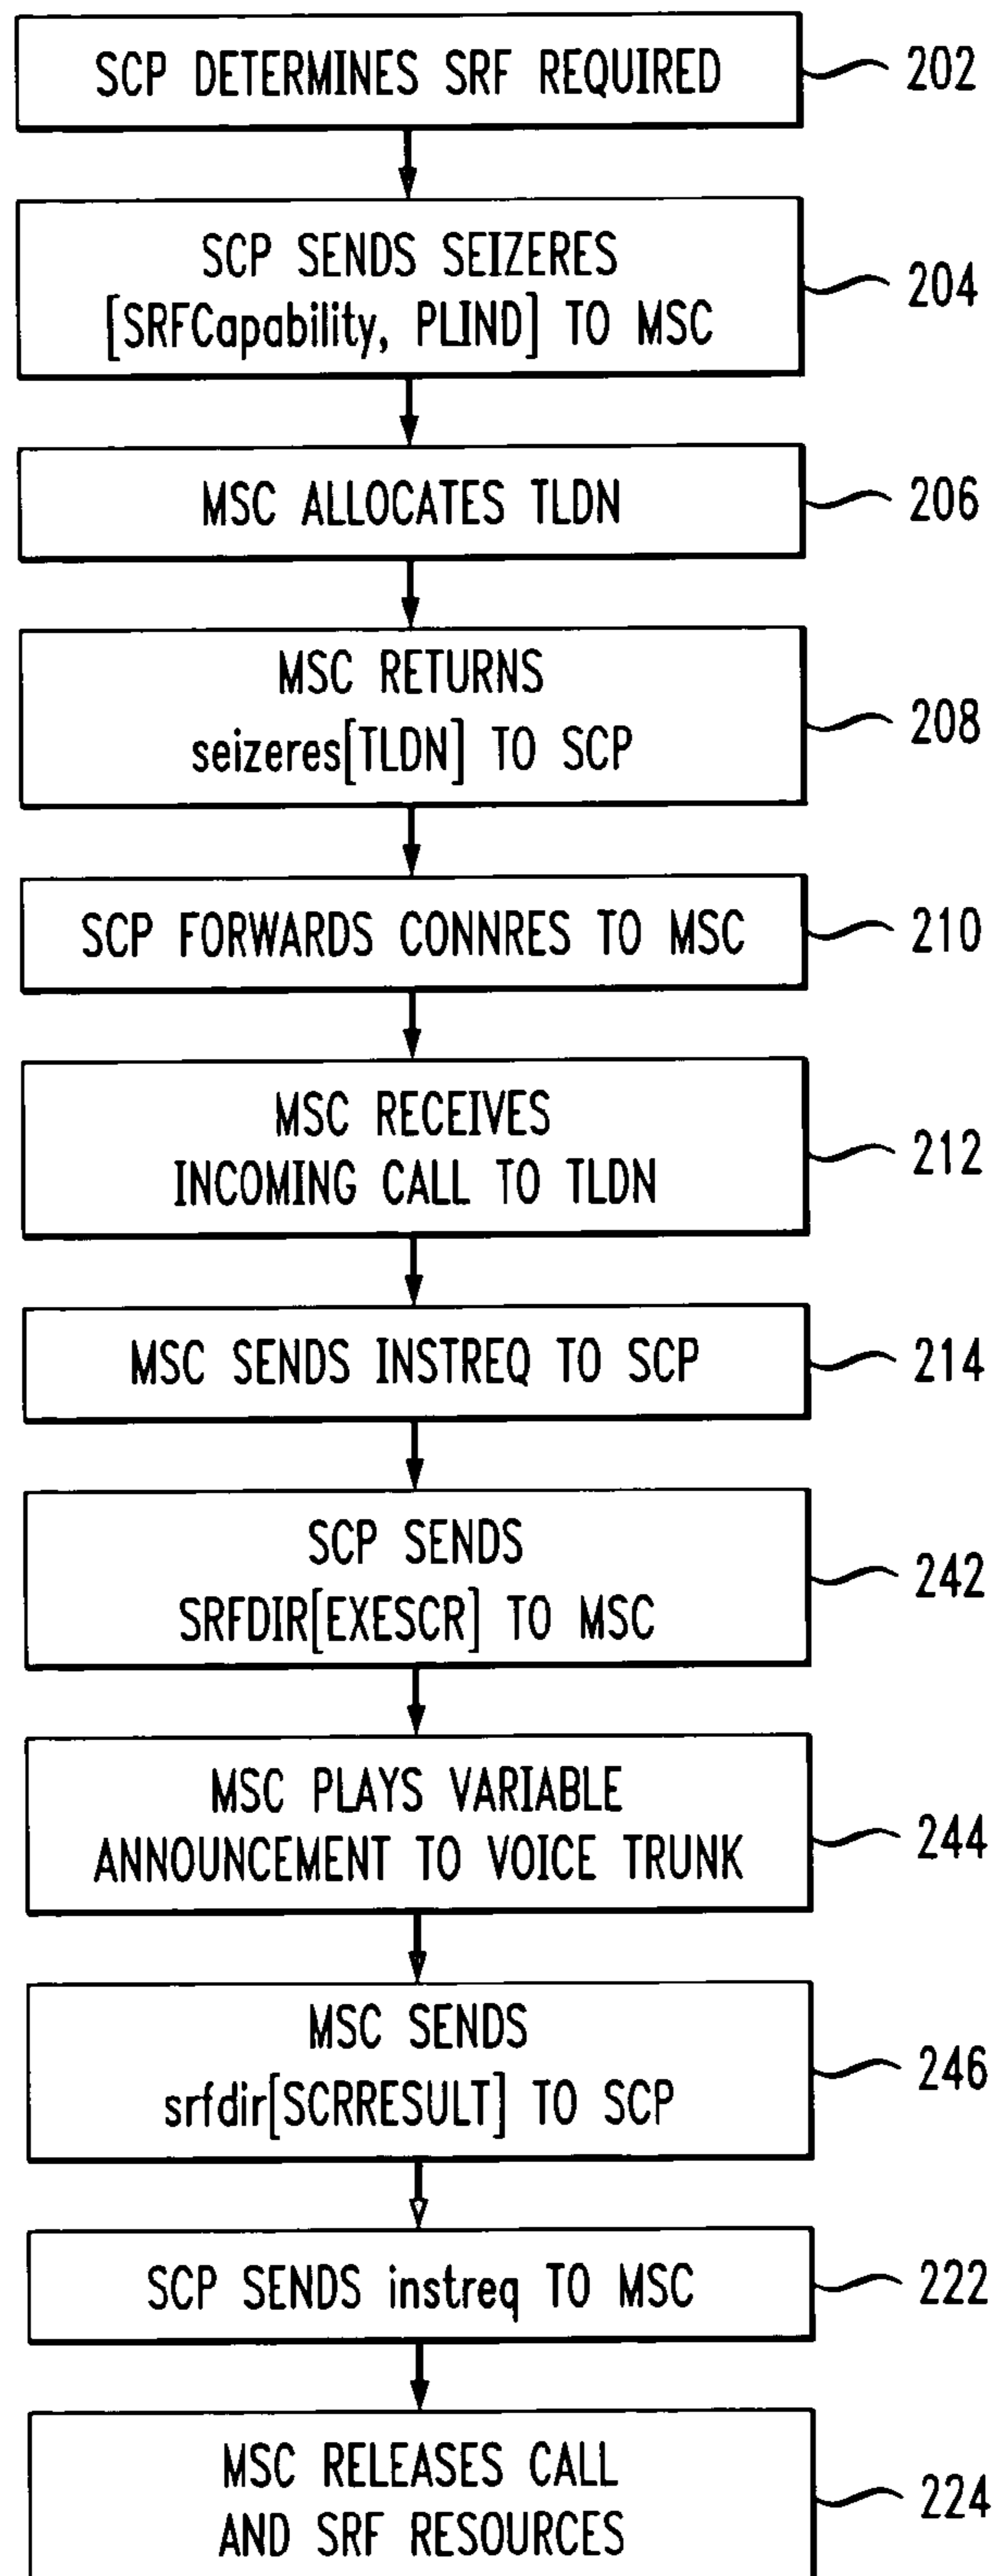 SCP DETERMINES SRF REQUIRED
202
SCP SENDS SEIZERES
[SRFCapability, PLIND] TO MSC
204
MSC ALLOCATES TLDN
206
MSC RETURNS
seizeres[TLDN] TO SCP
208
SCP FORWARDS CONNRES TO MSC
210
MSC RECEIVES
INCOMING CALL TO TLDN
212
MSC SENDS INSTREQ TO SCP
214
SCP SENDS
SRFDIR[EXESCR] TO MSC
242
MSC PLAYS VARIABLE
ANNOUNCEMENT TO VOICE TRUNK
244
MSC SENDS
srfdir[SCRRESULT] TO SCP
246
SCP SENDS instreq TO MSC
222
MSC RELEASES CALL
AND SRF RESOURCES
224